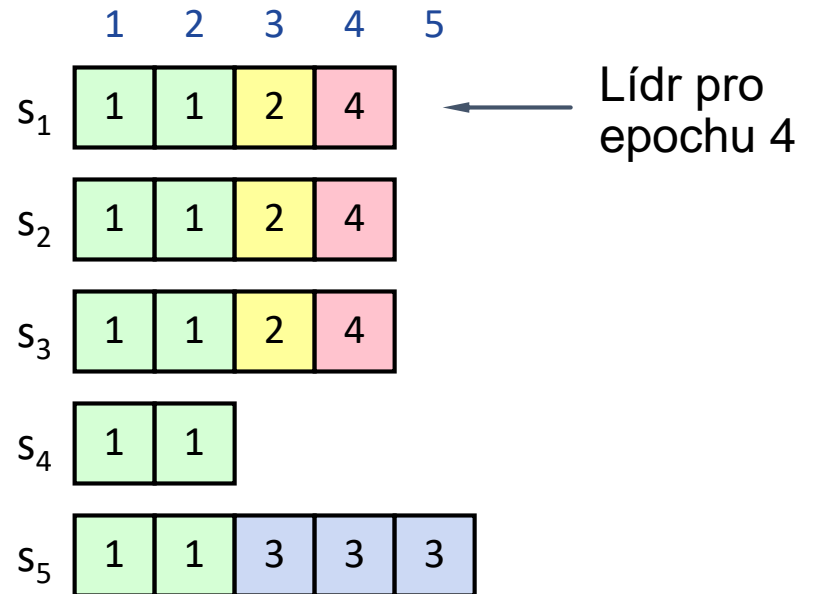 1 2 3 4 5
s1 1 1 2 4
Lídr pro
epochu 4
s2 1 1 2 4
s3 1 1 2 4
s4 1 1
s5 1 1 3 3 3